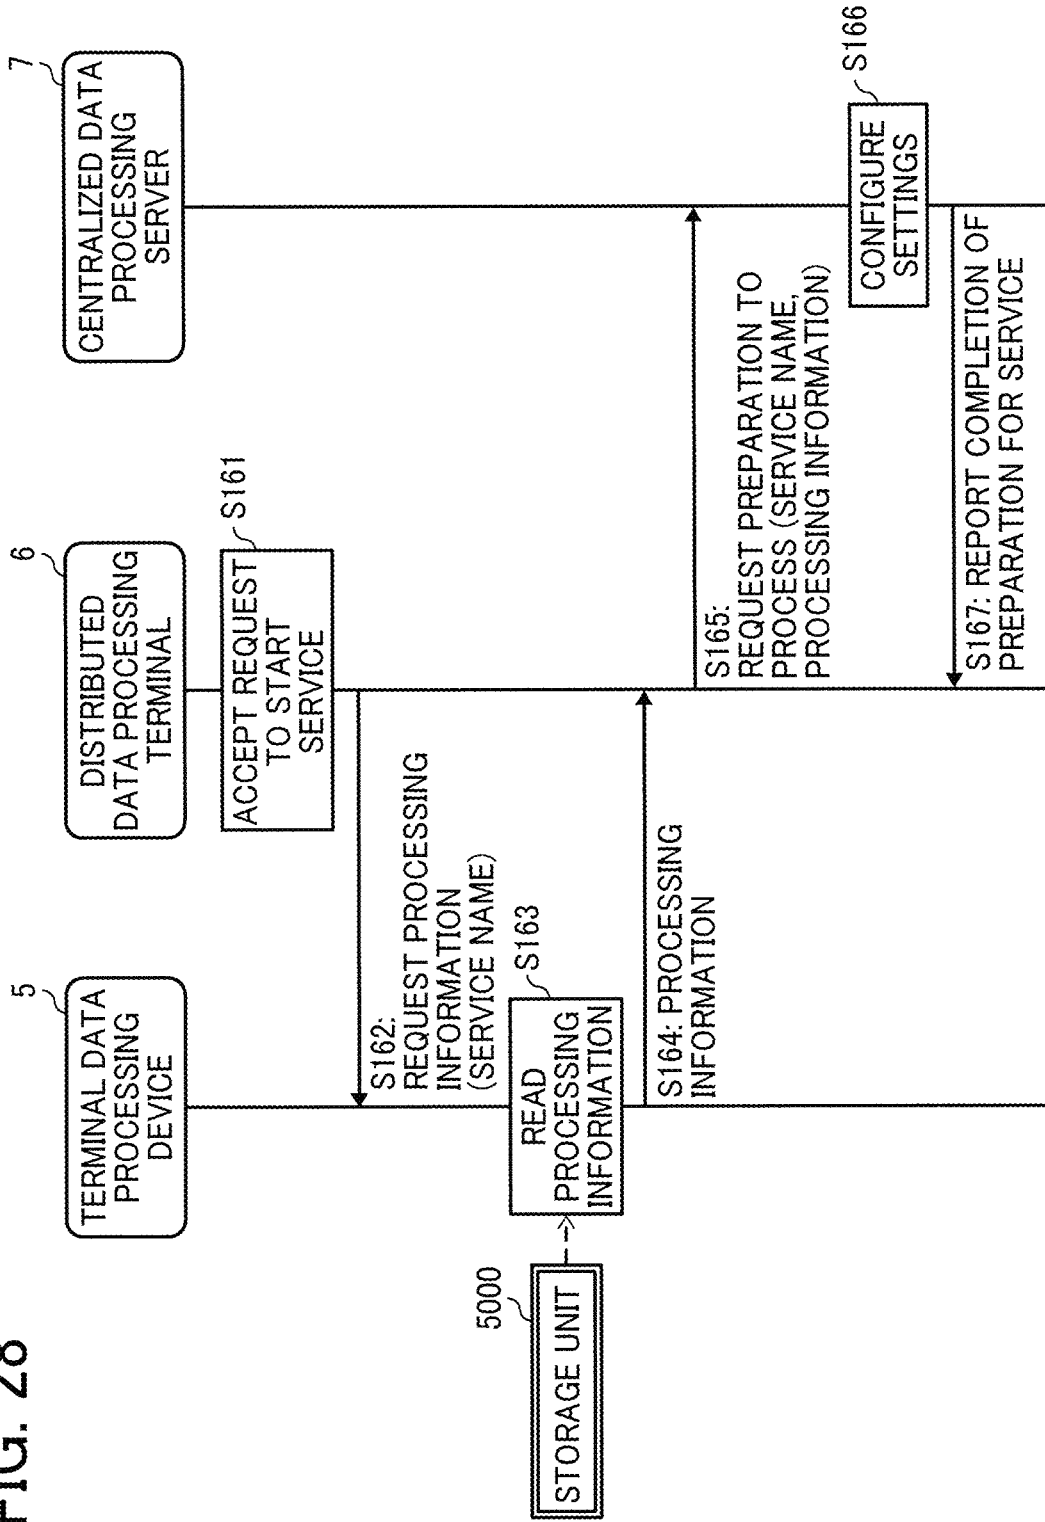 FIG. 28
5
TERMINAL DATA
PROCESSING
DEVICE
6
DISTRIBUTED
DATA PROCESSING
TERMINAL
7
CENTRALIZED DATA
PROCESSING
SERVER
S161
ACCEPT REQUEST
TO START
SERVICE
S162:
REQUEST PROCESSING
INFORMATION
(SERVICE NAME)
5000
STORAGE UNIT
S163
READ
PROCESSING
INFORMATION
S164: PROCESSING
INFORMATION
S165:
REQUEST PREPARATION TO
PROCESS (SERVICE NAME,
PROCESSING INFORMATION)
S166
CONFIGURE
SETTINGS
S167: REPORT COMPLETION OF
PREPARATION FOR SERVICE